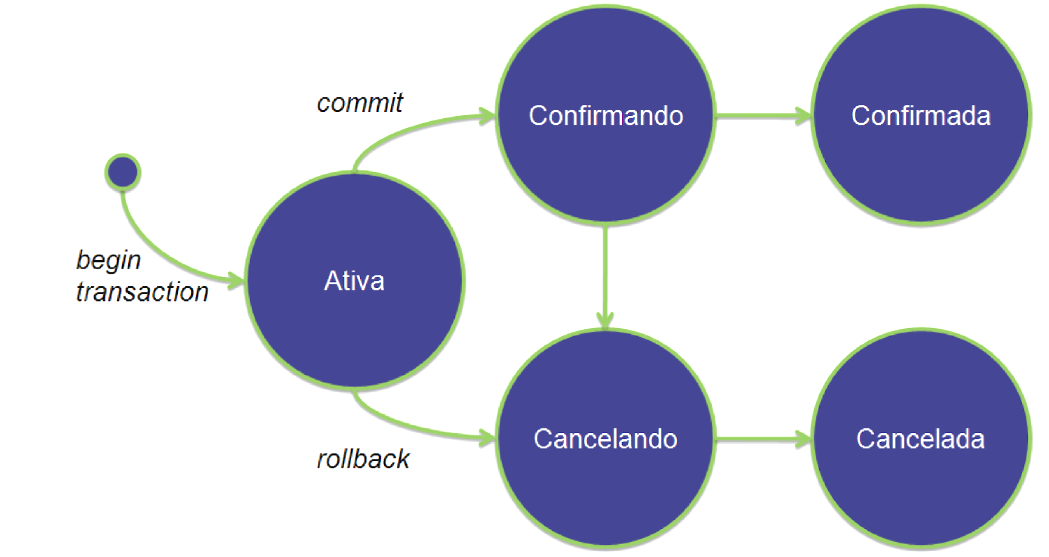 commit
Confirmando
Confirmada
begin
transaction
Ativa
rollback
Cancelando
Cancelada